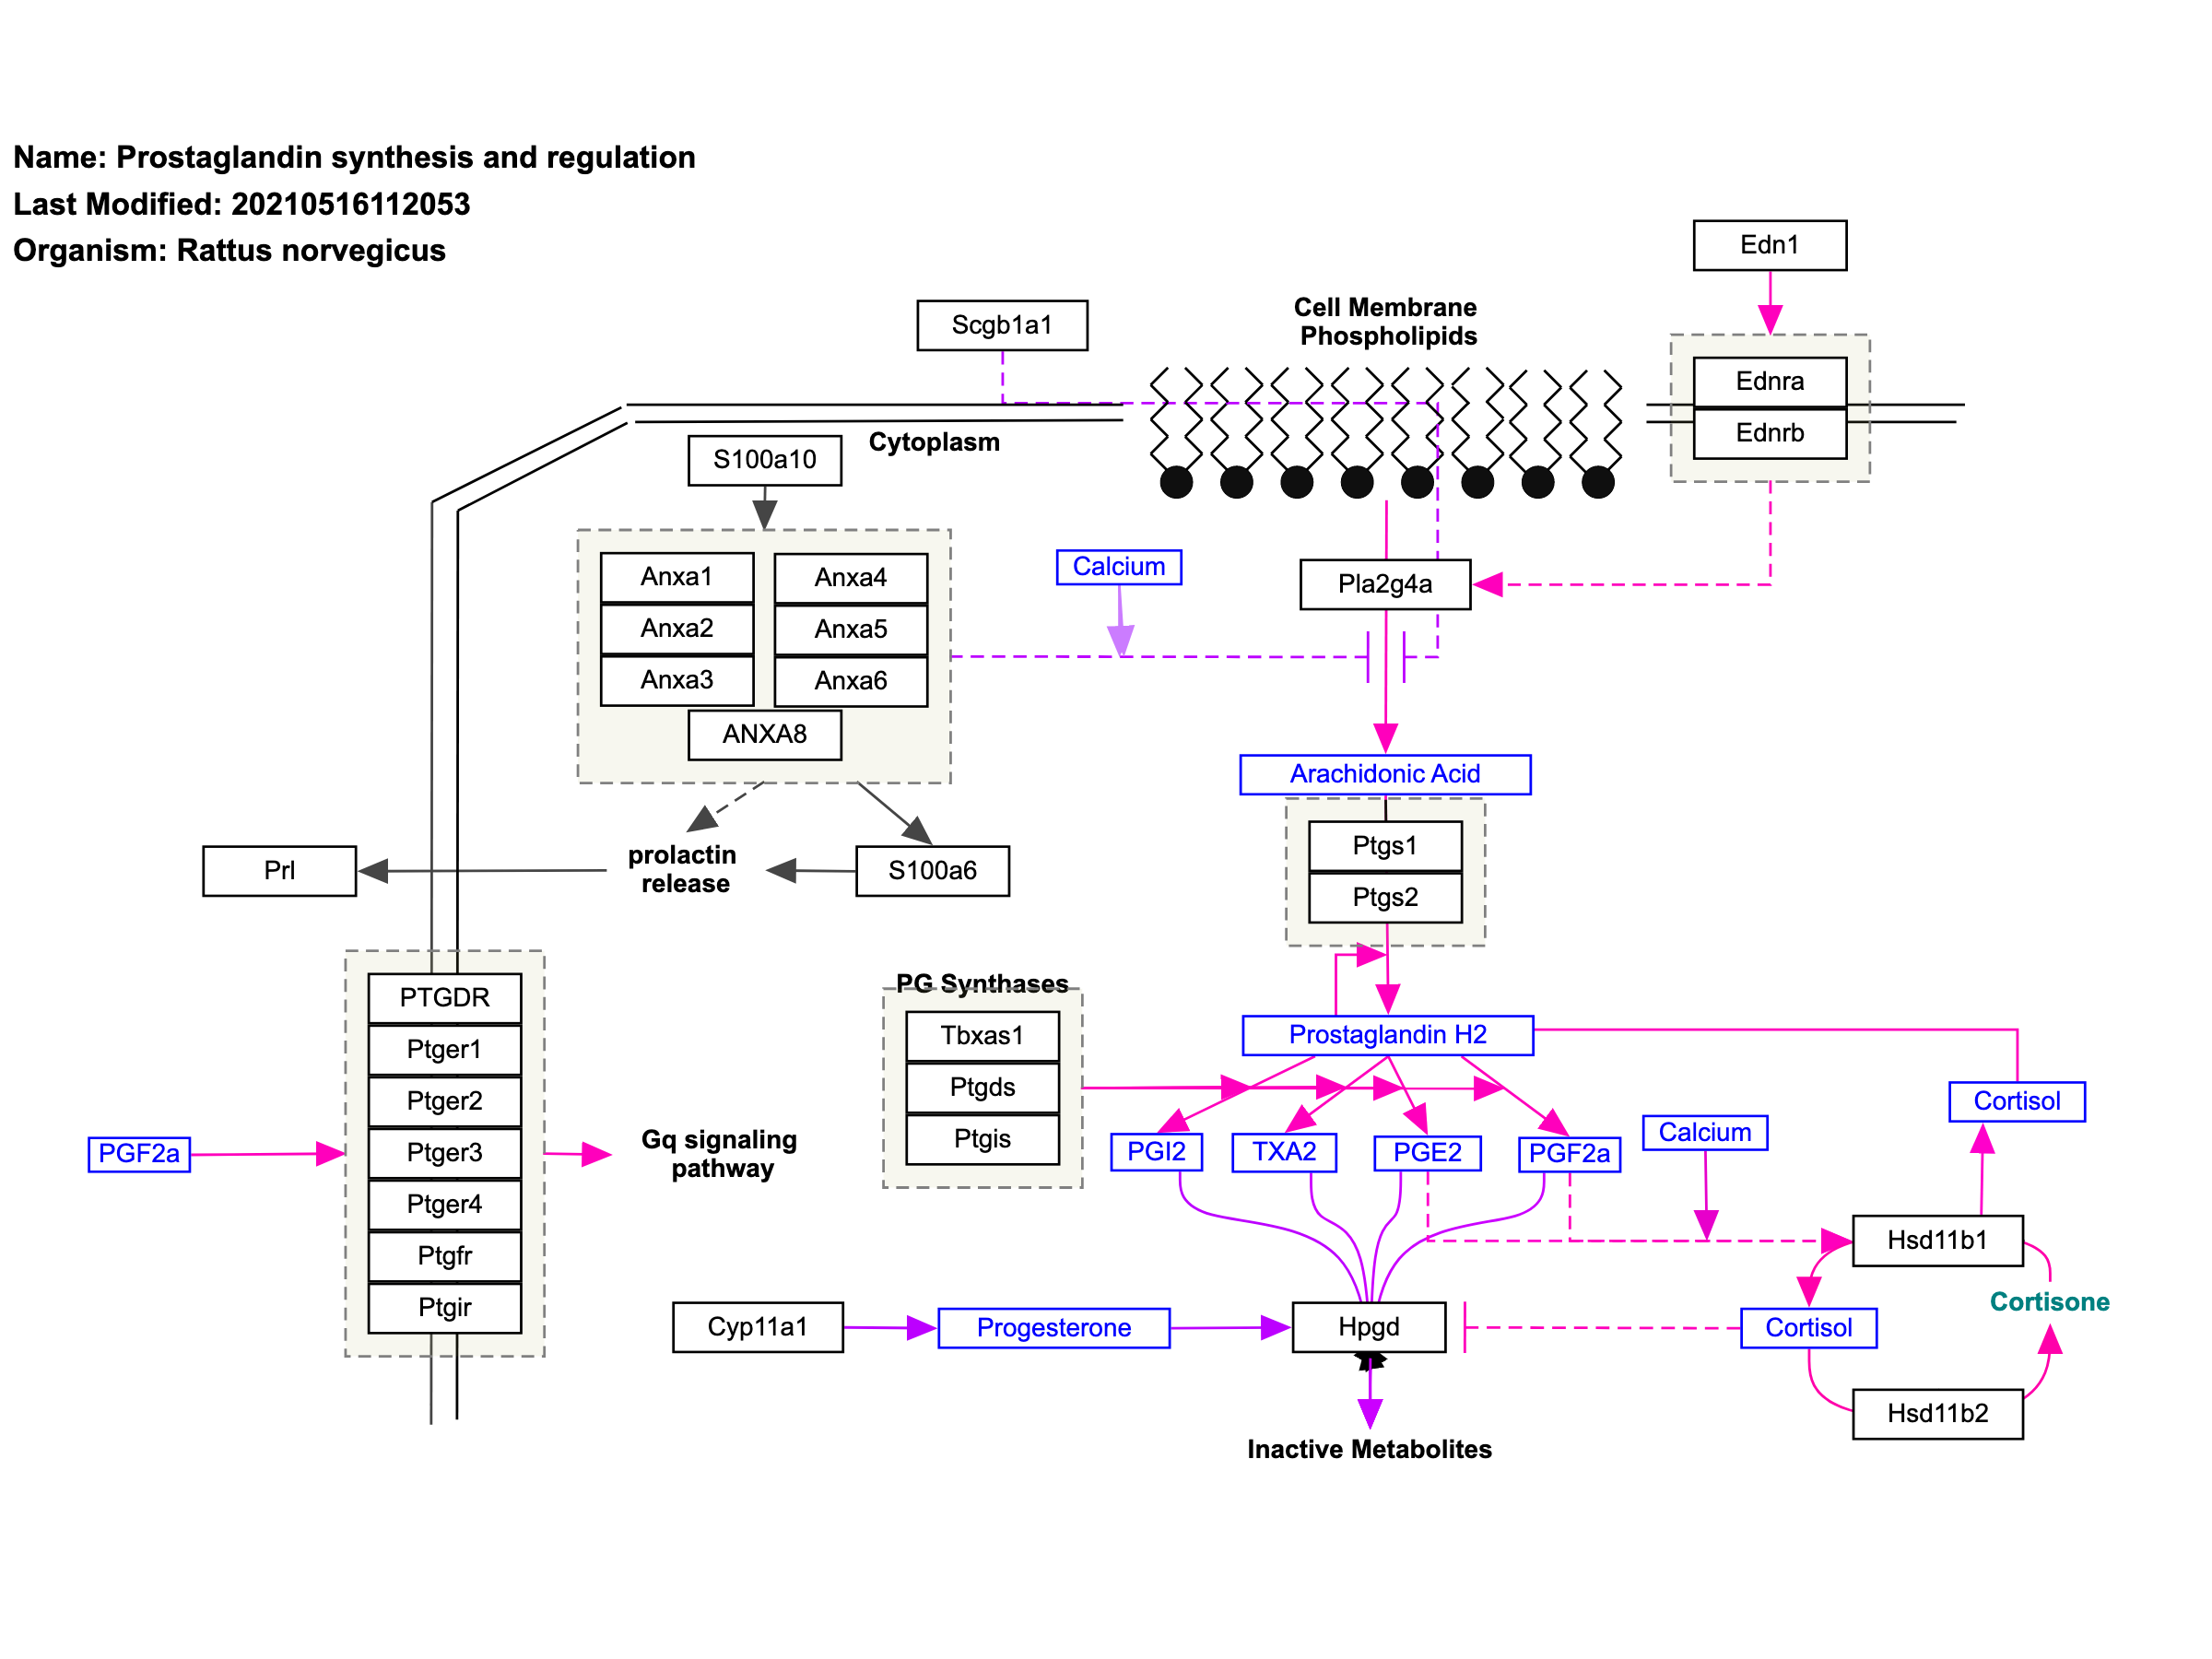 Name: Prostaglandin synthesis and regulation
Last Modified: 20210516112053
Organism: Rattus norvegicus
Edn1
Scgb1a1
Cell Membrane
Phospholipids
Ednra
Ednrb
Cytoplasm
S100a10
Calcium
Pla2g4a
Anxa1
Anxa4
Anxa2
Anxa5
Anxa3
Anxa6
ANXA8
Arachidonic Acid
Ptgs1
Ptgs2
prolactin
release
Prl
S100a6
PG Synthases
Tbxas1
Ptgds
Ptgis
Prostaglandin H2
PTGDR
Ptger1
Ptger2
Ptger3
Ptger4
Ptgfr
Ptgir
PGF2a
Gq signaling
pathway
PGI2
TXA2
PGE2
PGF2a
Calcium
Cortisol
Hsd11b1
Cortisone
Cyp11a1
Progesterone
Hpgd
Cortisol
Hsd11b2
Inactive Metabolites